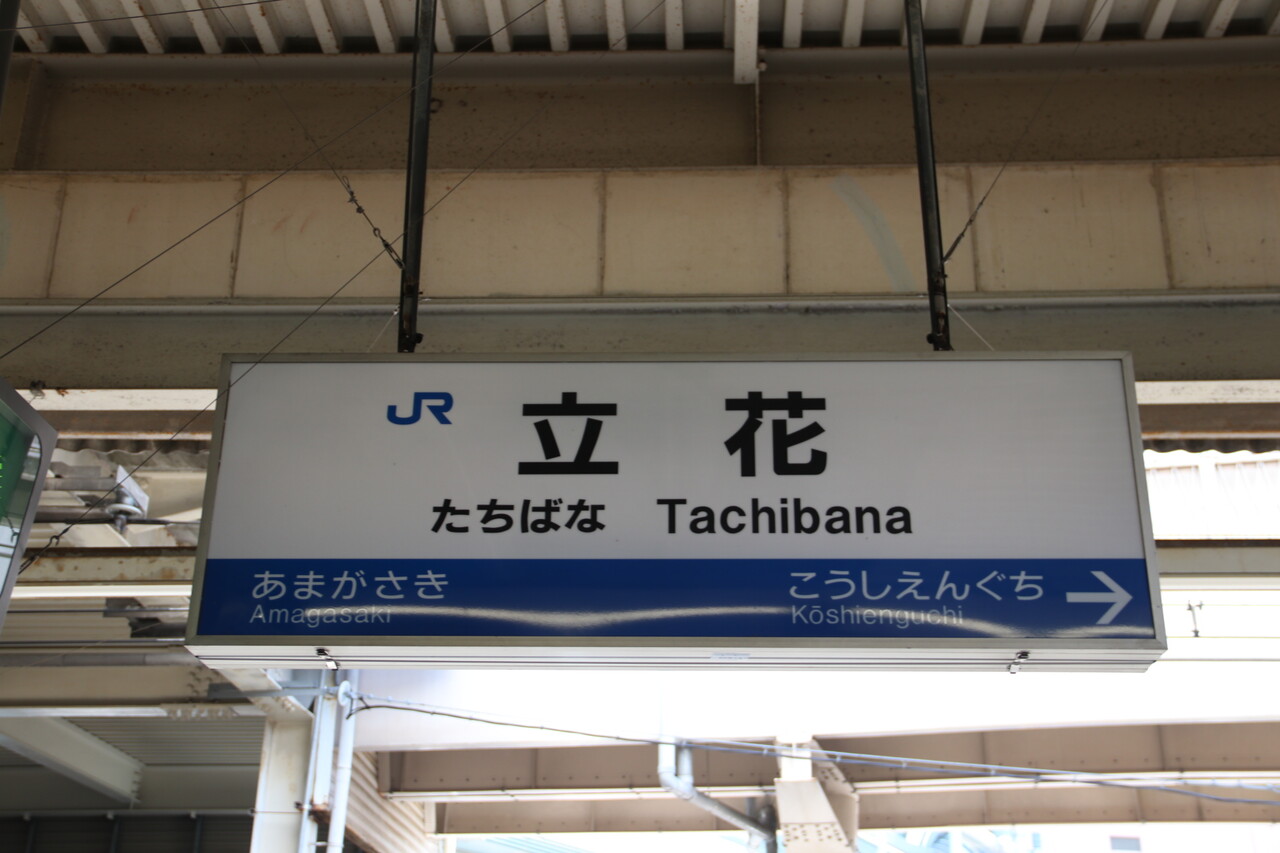 JR 立花
たちばな Tachibana
あまがさき こうしえんぐち →
Amagasaki Kōshienguchi